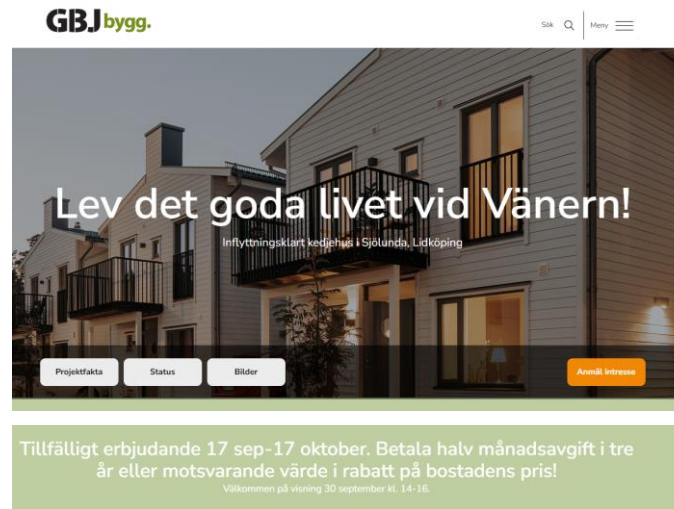 GBJ bygg.
Sök
Meny
Lev det goda livet vid Vänern!
Inflyttningsklart kedjehus i Sjölunda, Lidköping
Projektfakta
Status
Bilder
Anmäl intresse
Tillfälligt erbjudande 17 sep-17 oktober. Betala halv månadsavgift i tre
år eller motsvarande värde i rabatt på bostadens pris!
Välkommen på visning 30 september kl. 14-16.